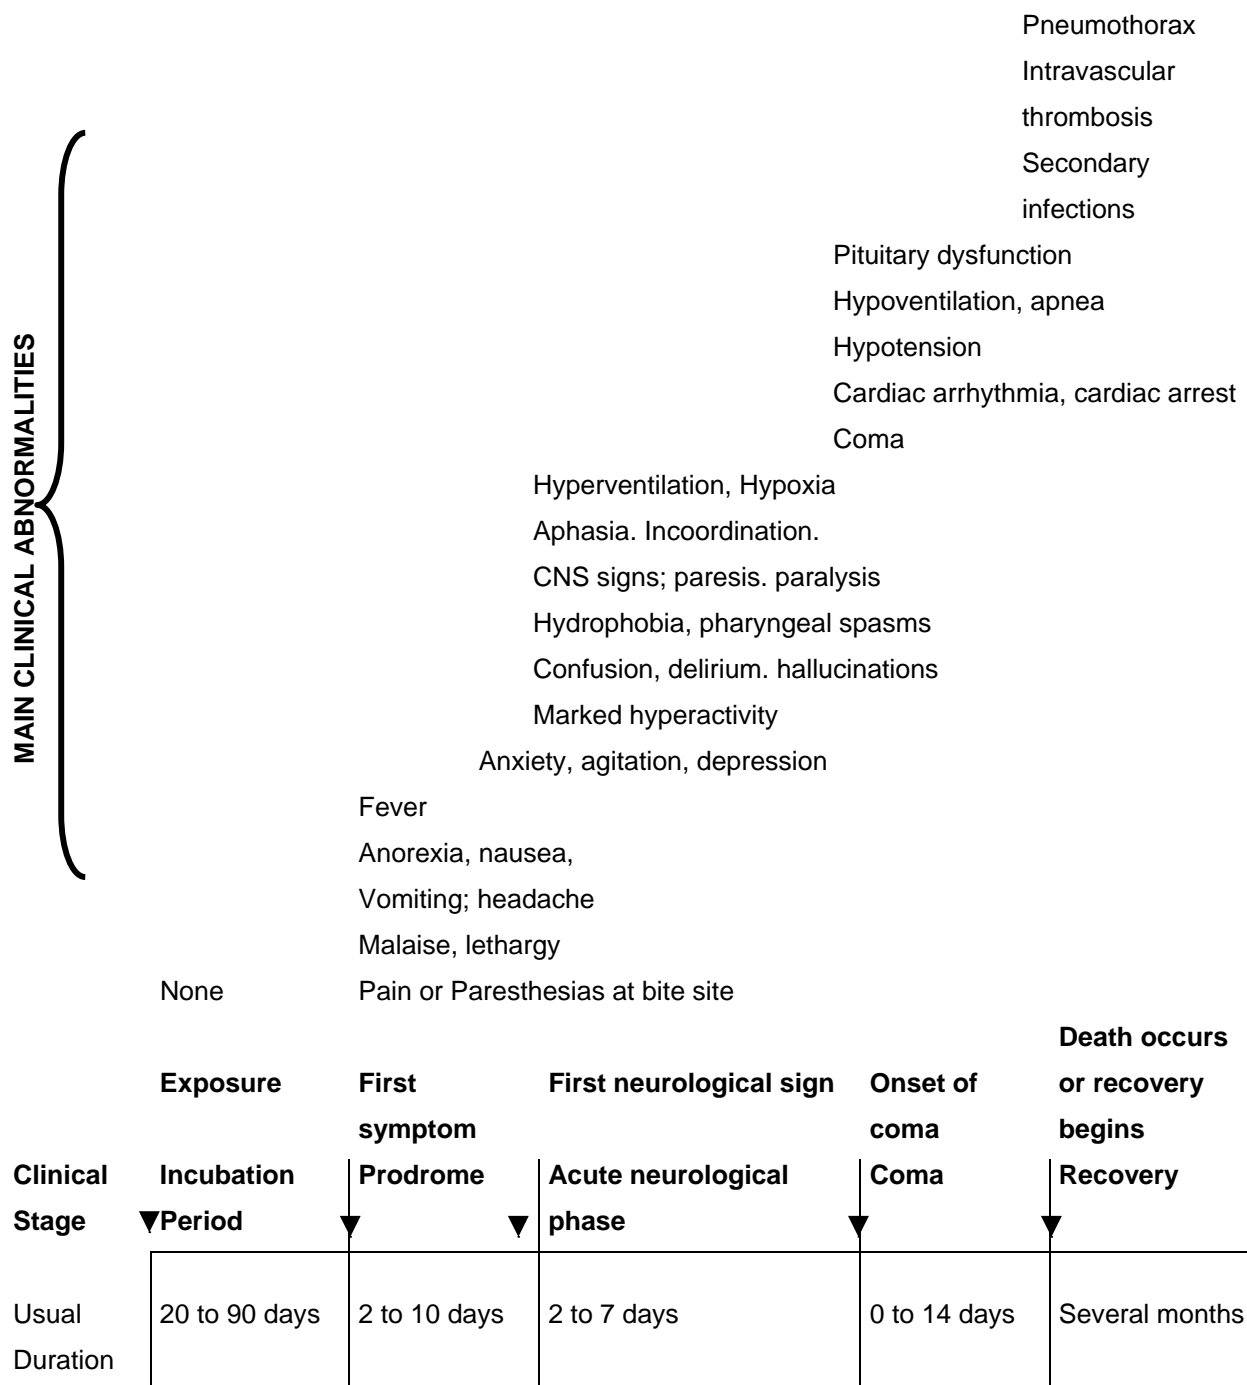 Pneumothorax
Intravascular
thrombosis
Secondary
infections
Pituitary dysfunction
Hypoventilation, apnea
Hypotension
Cardiac arrhythmia, cardiac arrest
Coma
Hyperventilation, Hypoxia
Aphasia. Incoordination.
CNS signs; paresis. paralysis
Hydrophobia, pharyngeal spasms
Confusion, delirium. hallucinations
Marked hyperactivity
Anxiety, agitation, depression
Fever
Anorexia, nausea,
Vomiting; headache
Malaise, lethargy
None Pain or Paresthesias at bite site
MAIN CLINICAL ABNORMALITIES
Death occurs
Exposure First First neurological sign Onset of or recovery
symptom coma begins
Clinical Incubation Prodrome Acute neurological Coma Recovery
Stage Period phase
Usual 20 to 90 days 2 to 10 days 2 to 7 days 0 to 14 days Several months
Duration